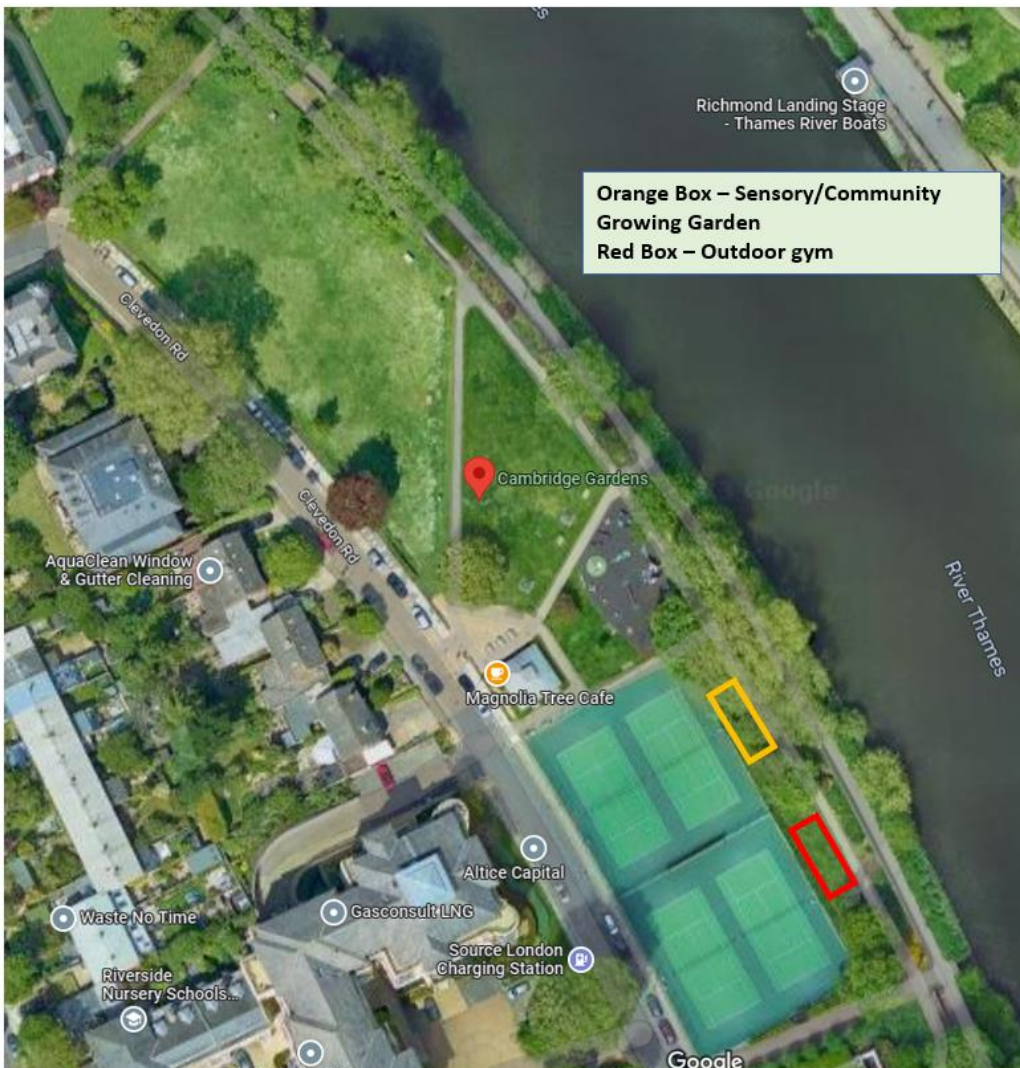 es
Richmond Landing Stage
- Thames River Boats
Orange Box – Sensory/Community
Growing Garden
Red Box – Outdoor gym
Clevedon Rd
Cambridge Gardens
Google
Clevedon Rd
AquaClean Window
& Gutter Cleaning
River Thames
Magnolia Tree Cafe
Altice Capital
Waste No Time
Gasconsult LNG
Source London
Charging Station
Riverside
Nursery Schools...
Google